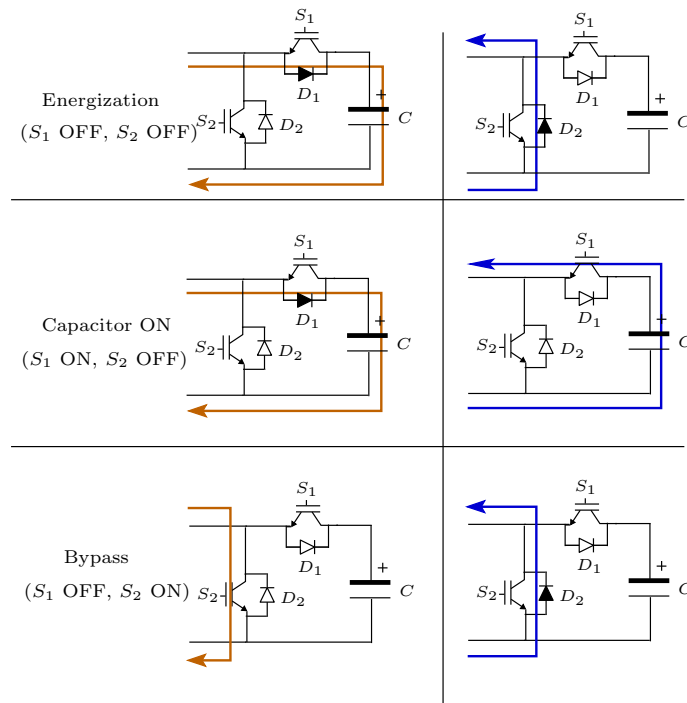 S₁
D₁
+
Energization
S₂
D₂
C
(S₁ OFF, S₂ OFF)
S₁
D₁
+
S₂
D₂
C
S₁
D₁
+
Capacitor ON
S₂
D₂
C
(S₁ ON, S₂ OFF)
S₁
D₁
+
S₂
D₂
C
S₁
D₁
+
Bypass
S₂
D₂
C
(S₁ OFF, S₂ ON)
S₁
D₁
+
S₂
D₂
C